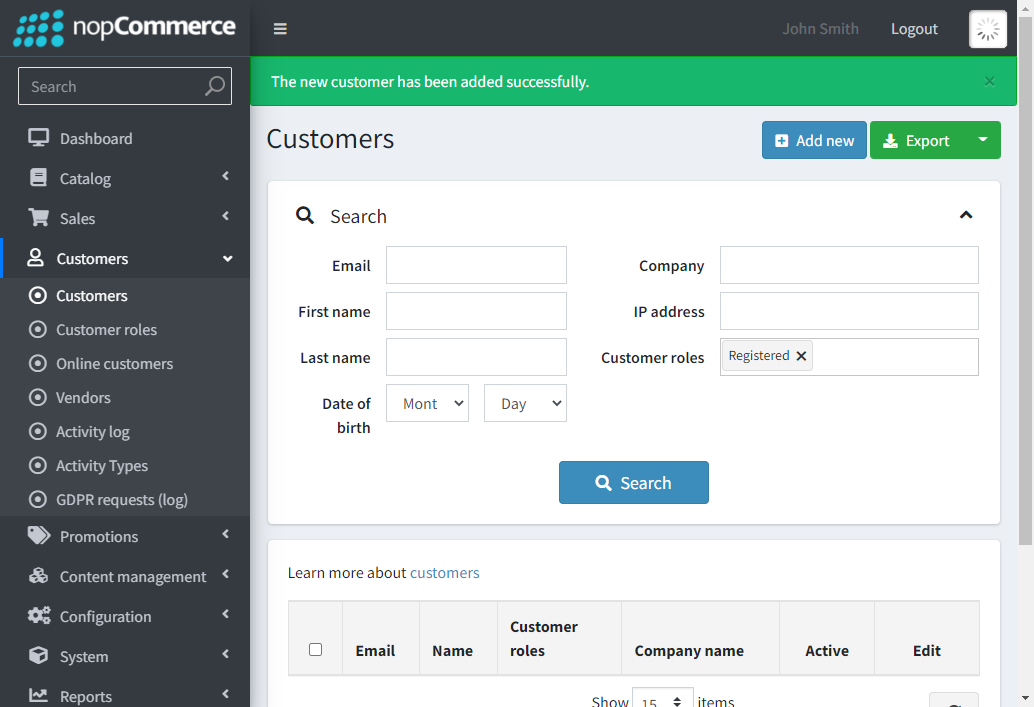 nopCommerce
John Smith
Logout
Search
The new customer has been added successfully.
Customers
Add new
Export
Dashboard
Catalog
Sales
Customers
Customers
Customer roles
Online customers
Vendors
Activity log
Activity Types
GDPR requests (log)
Promotions
Content management
Configuration
System
Reports
Search
Email
Company
First name
IP address
Last name
Customer roles
Registered
Date of
birth
Mont
Day
Search
Learn more about customers
Email
Name
Customer
roles
Company name
Active
Edit
Show 15 items